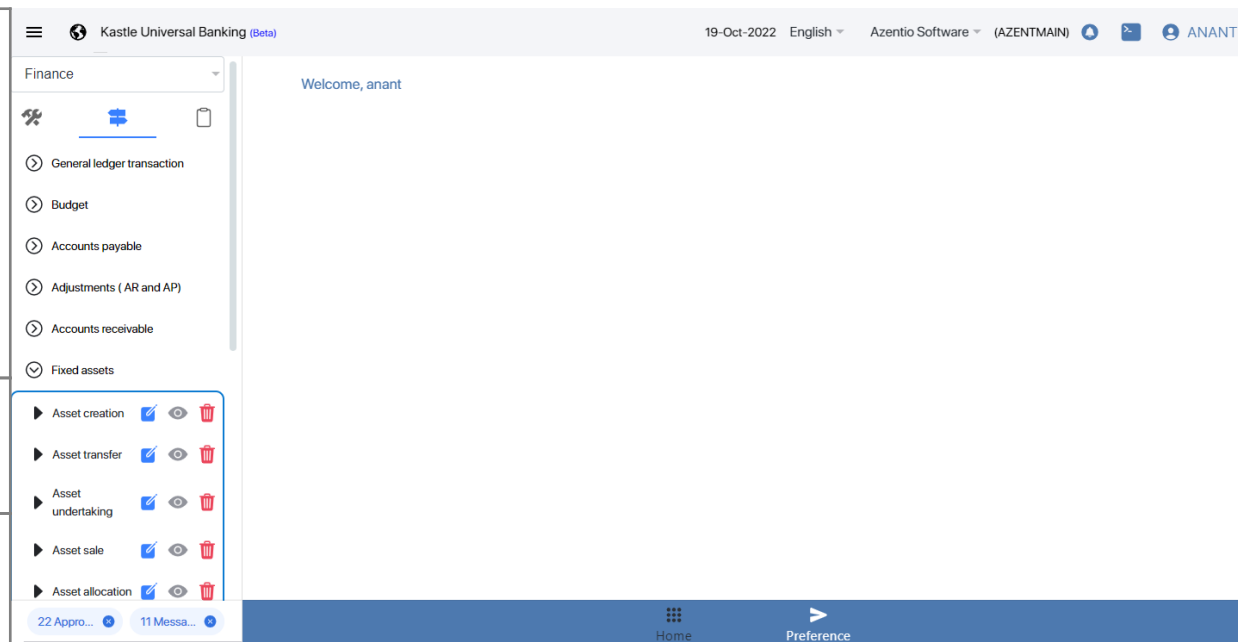 Kastle Universal Banking (Beta)
19-Oct-2022 English Azentio Software (AZENTMAIN) ANANT
Finance
Welcome, anant
General ledger transaction
Budget
Accounts payable
Adjustments ( AR and AP)
Accounts receivable
Fixed assets
Asset creation
Asset transfer
Asset
undertaking
Asset sale
Asset allocation
22 Appro... 11 Messa...
Home Preference